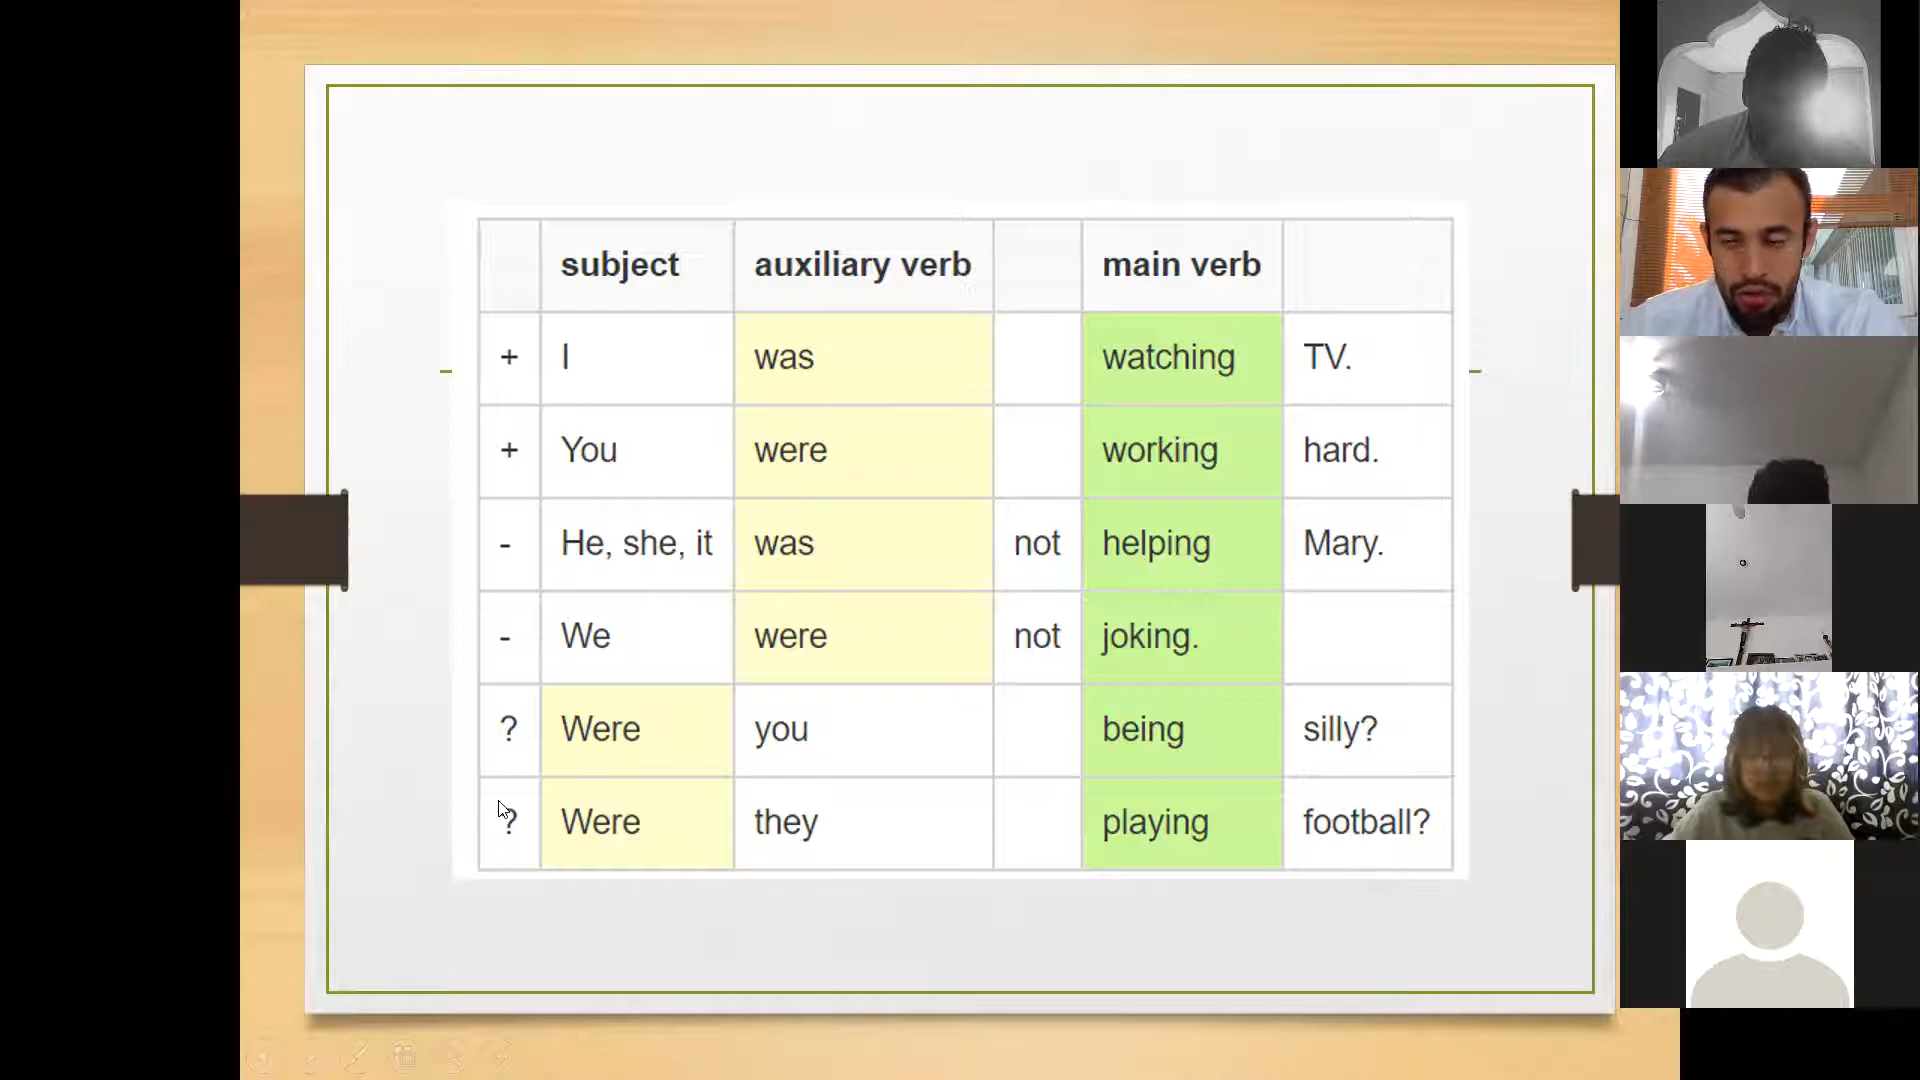 subject auxiliary verb main verb
+ I was watching TV.
+ You were working hard.
- He, she, it was not helping Mary.
- We were not joking.
? Were you being silly?
? Were they playing football?